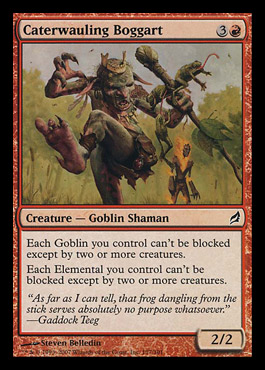 Caterwauling Boggart
3
Creature — Goblin Shaman
Each Goblin you control can't be blocked
except by two or more creatures.
Each Elemental you control can't be
blocked except by two or more creatures.
"As far as I can tell, that frog dangling from the
stick serves absolutely no purpose whatsoever."
—Gaddock Teeg
Steven Belledin
2/2